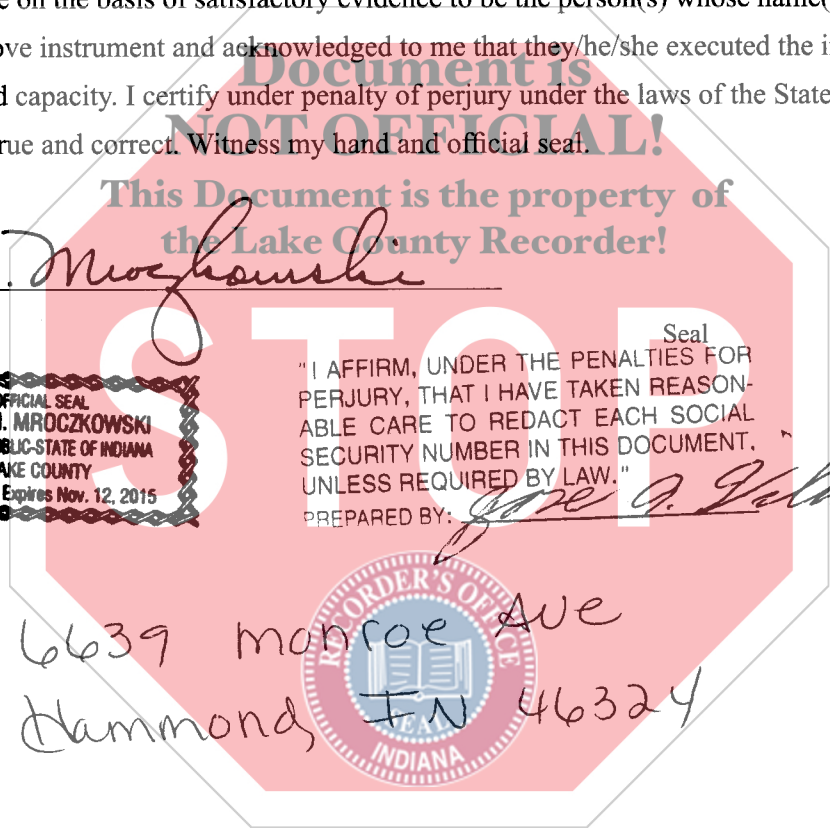 e on the basis of satisfactory evidence to be the person(s) whose name(
ove instrument and acknowledged to me that they/he/she executed the i
d capacity. I certify under penalty of perjury under the laws of the State
rue and correct. Witness my hand and official seal.
Document is
NOT OFFICIAL!
This Document is the property of
the Lake County Recorder!
. Mroczkowski
STOP
Seal
OFFICIAL SEAL
. MROCZKOWSKI
BLIC-STATE OF INDIANA
AKE COUNTY
Expires Nov. 12, 2015
"I AFFIRM, UNDER THE PENALTIES FOR
PERJURY, THAT I HAVE TAKEN REASON-
ABLE CARE TO REDACT EACH SOCIAL
SECURITY NUMBER IN THIS DOCUMENT,
UNLESS REQUIRED BY LAW."
PREPARED BY: Jose
RECORDER'S OFFICE
SEAL
INDIANA
6639 Monroe Ave
Hammond, IN 46324